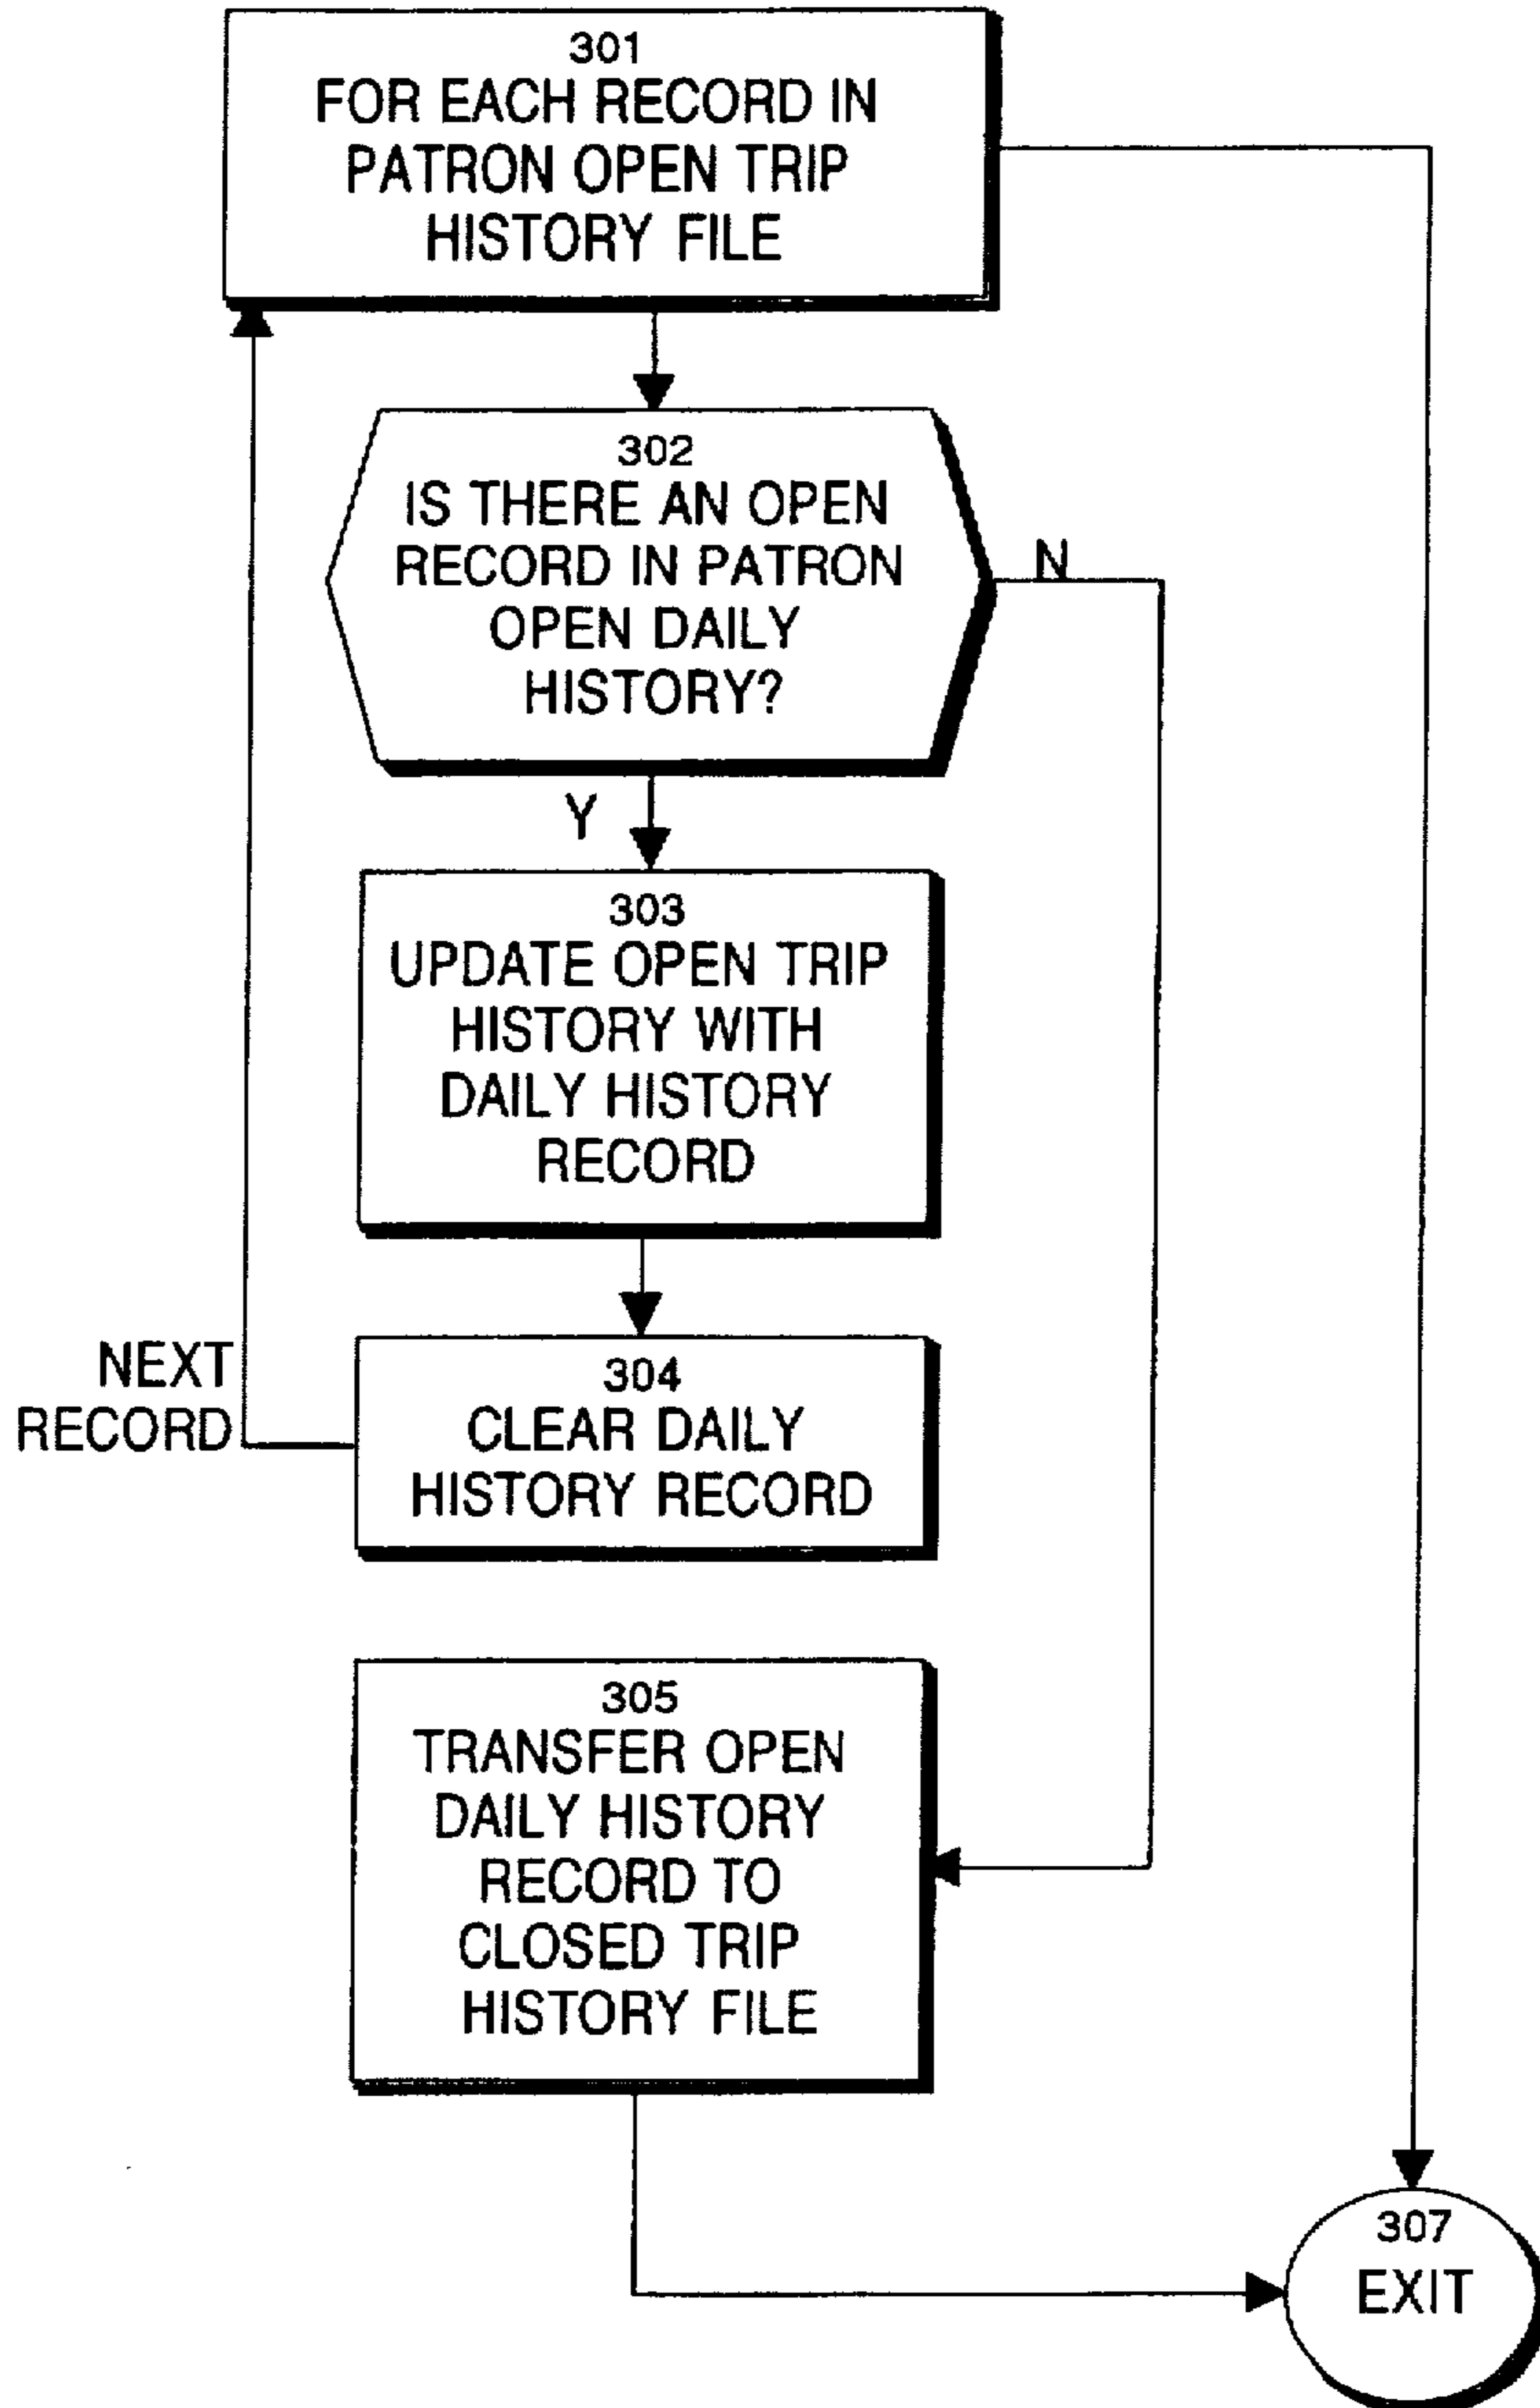 301
FOR EACH RECORD IN
PATRON OPEN TRIP
HISTORY FILE
302
IS THERE AN OPEN
RECORD IN PATRON
OPEN DAILY
HISTORY?
N
Y
303
UPDATE OPEN TRIP
HISTORY WITH
DAILY HISTORY
RECORD
NEXT
RECORD
304
CLEAR DAILY
HISTORY RECORD
305
TRANSFER OPEN
DAILY HISTORY
RECORD TO
CLOSED TRIP
HISTORY FILE
307
EXIT